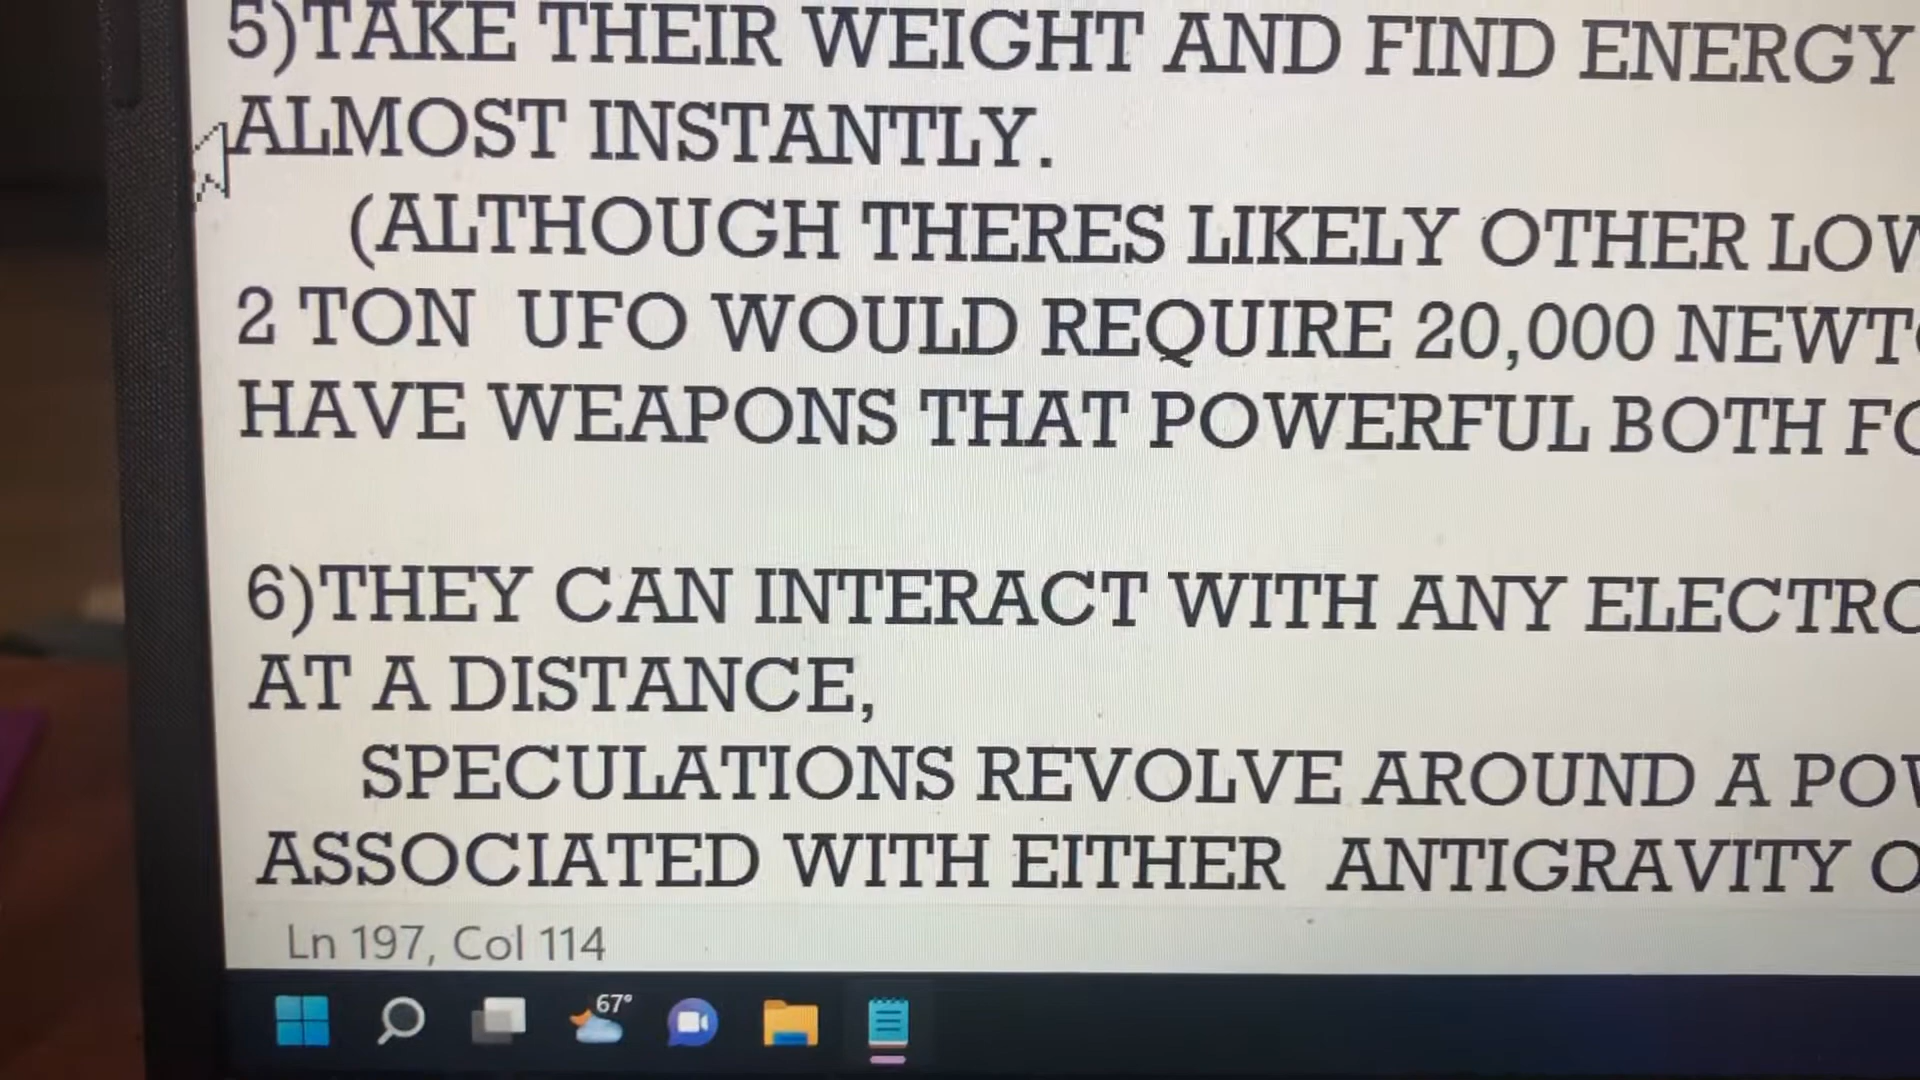 5)TAKE THEIR WEIGHT AND FIND ENERGY
ALMOST INSTANTLY.
(ALTHOUGH THERES LIKELY OTHER
2 TON UFO WOULD REQUIRE 20,000
HAVE WEAPONS THAT POWERFUL BOTH
6)THEY CAN INTERACT WITH ANY
AT A DISTANCE,
SPECULATIONS REVOLVE AROUND A
ASSOCIATED WITH EITHER ANTIGRAVITY
Ln 197, Col 114
67°